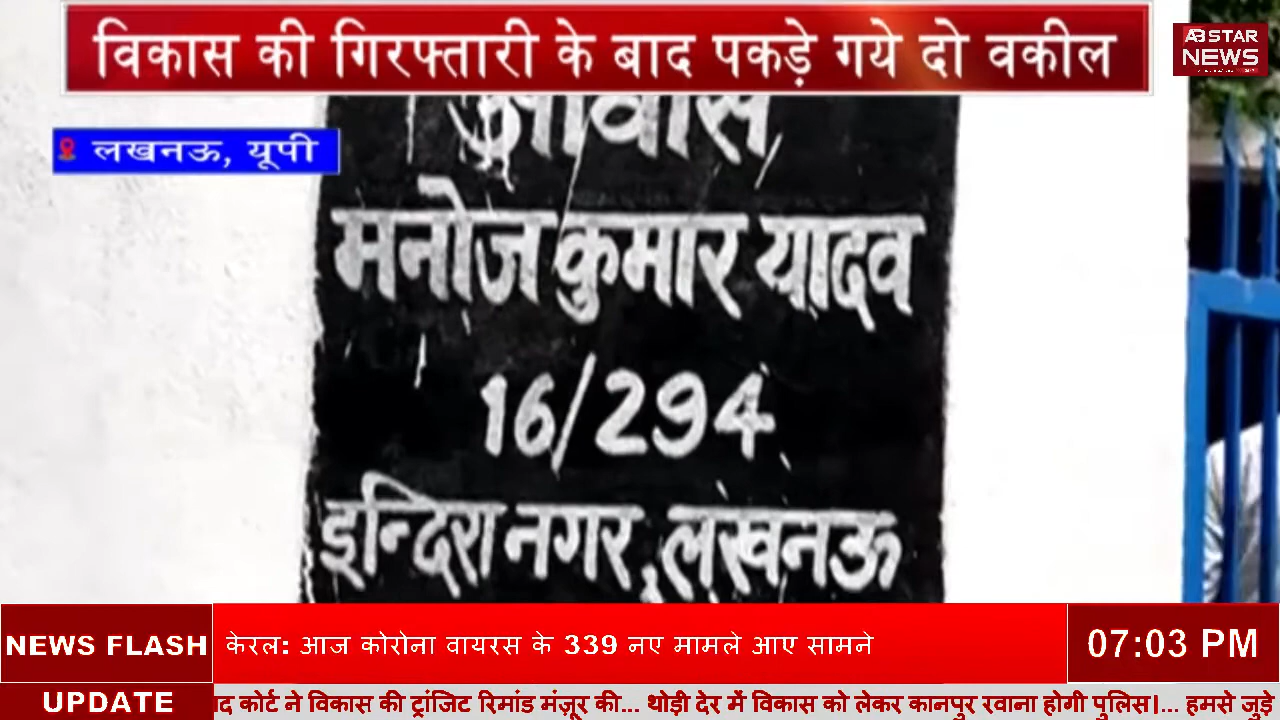 विकास की गिरफ्तारी के बाद पकड़े गये दो वकील
AB STAR
NEWS
लखनऊ, यूपी
आवास
मनोज कुमार यादव
16/294
इन्दिरा नगर, लखनऊ
NEWS FLASH
केरल: आज कोरोना वायरस के 339 नए मामले आए सामने
07:03 PM
UPDATE
कोर्ट ने विकास की ट्रांजिट रिमांड मंज़ूर की... थोड़ी देर में विकास को लेकर कानपुर रवाना होगी पुलिस|... हमसे जुड़े